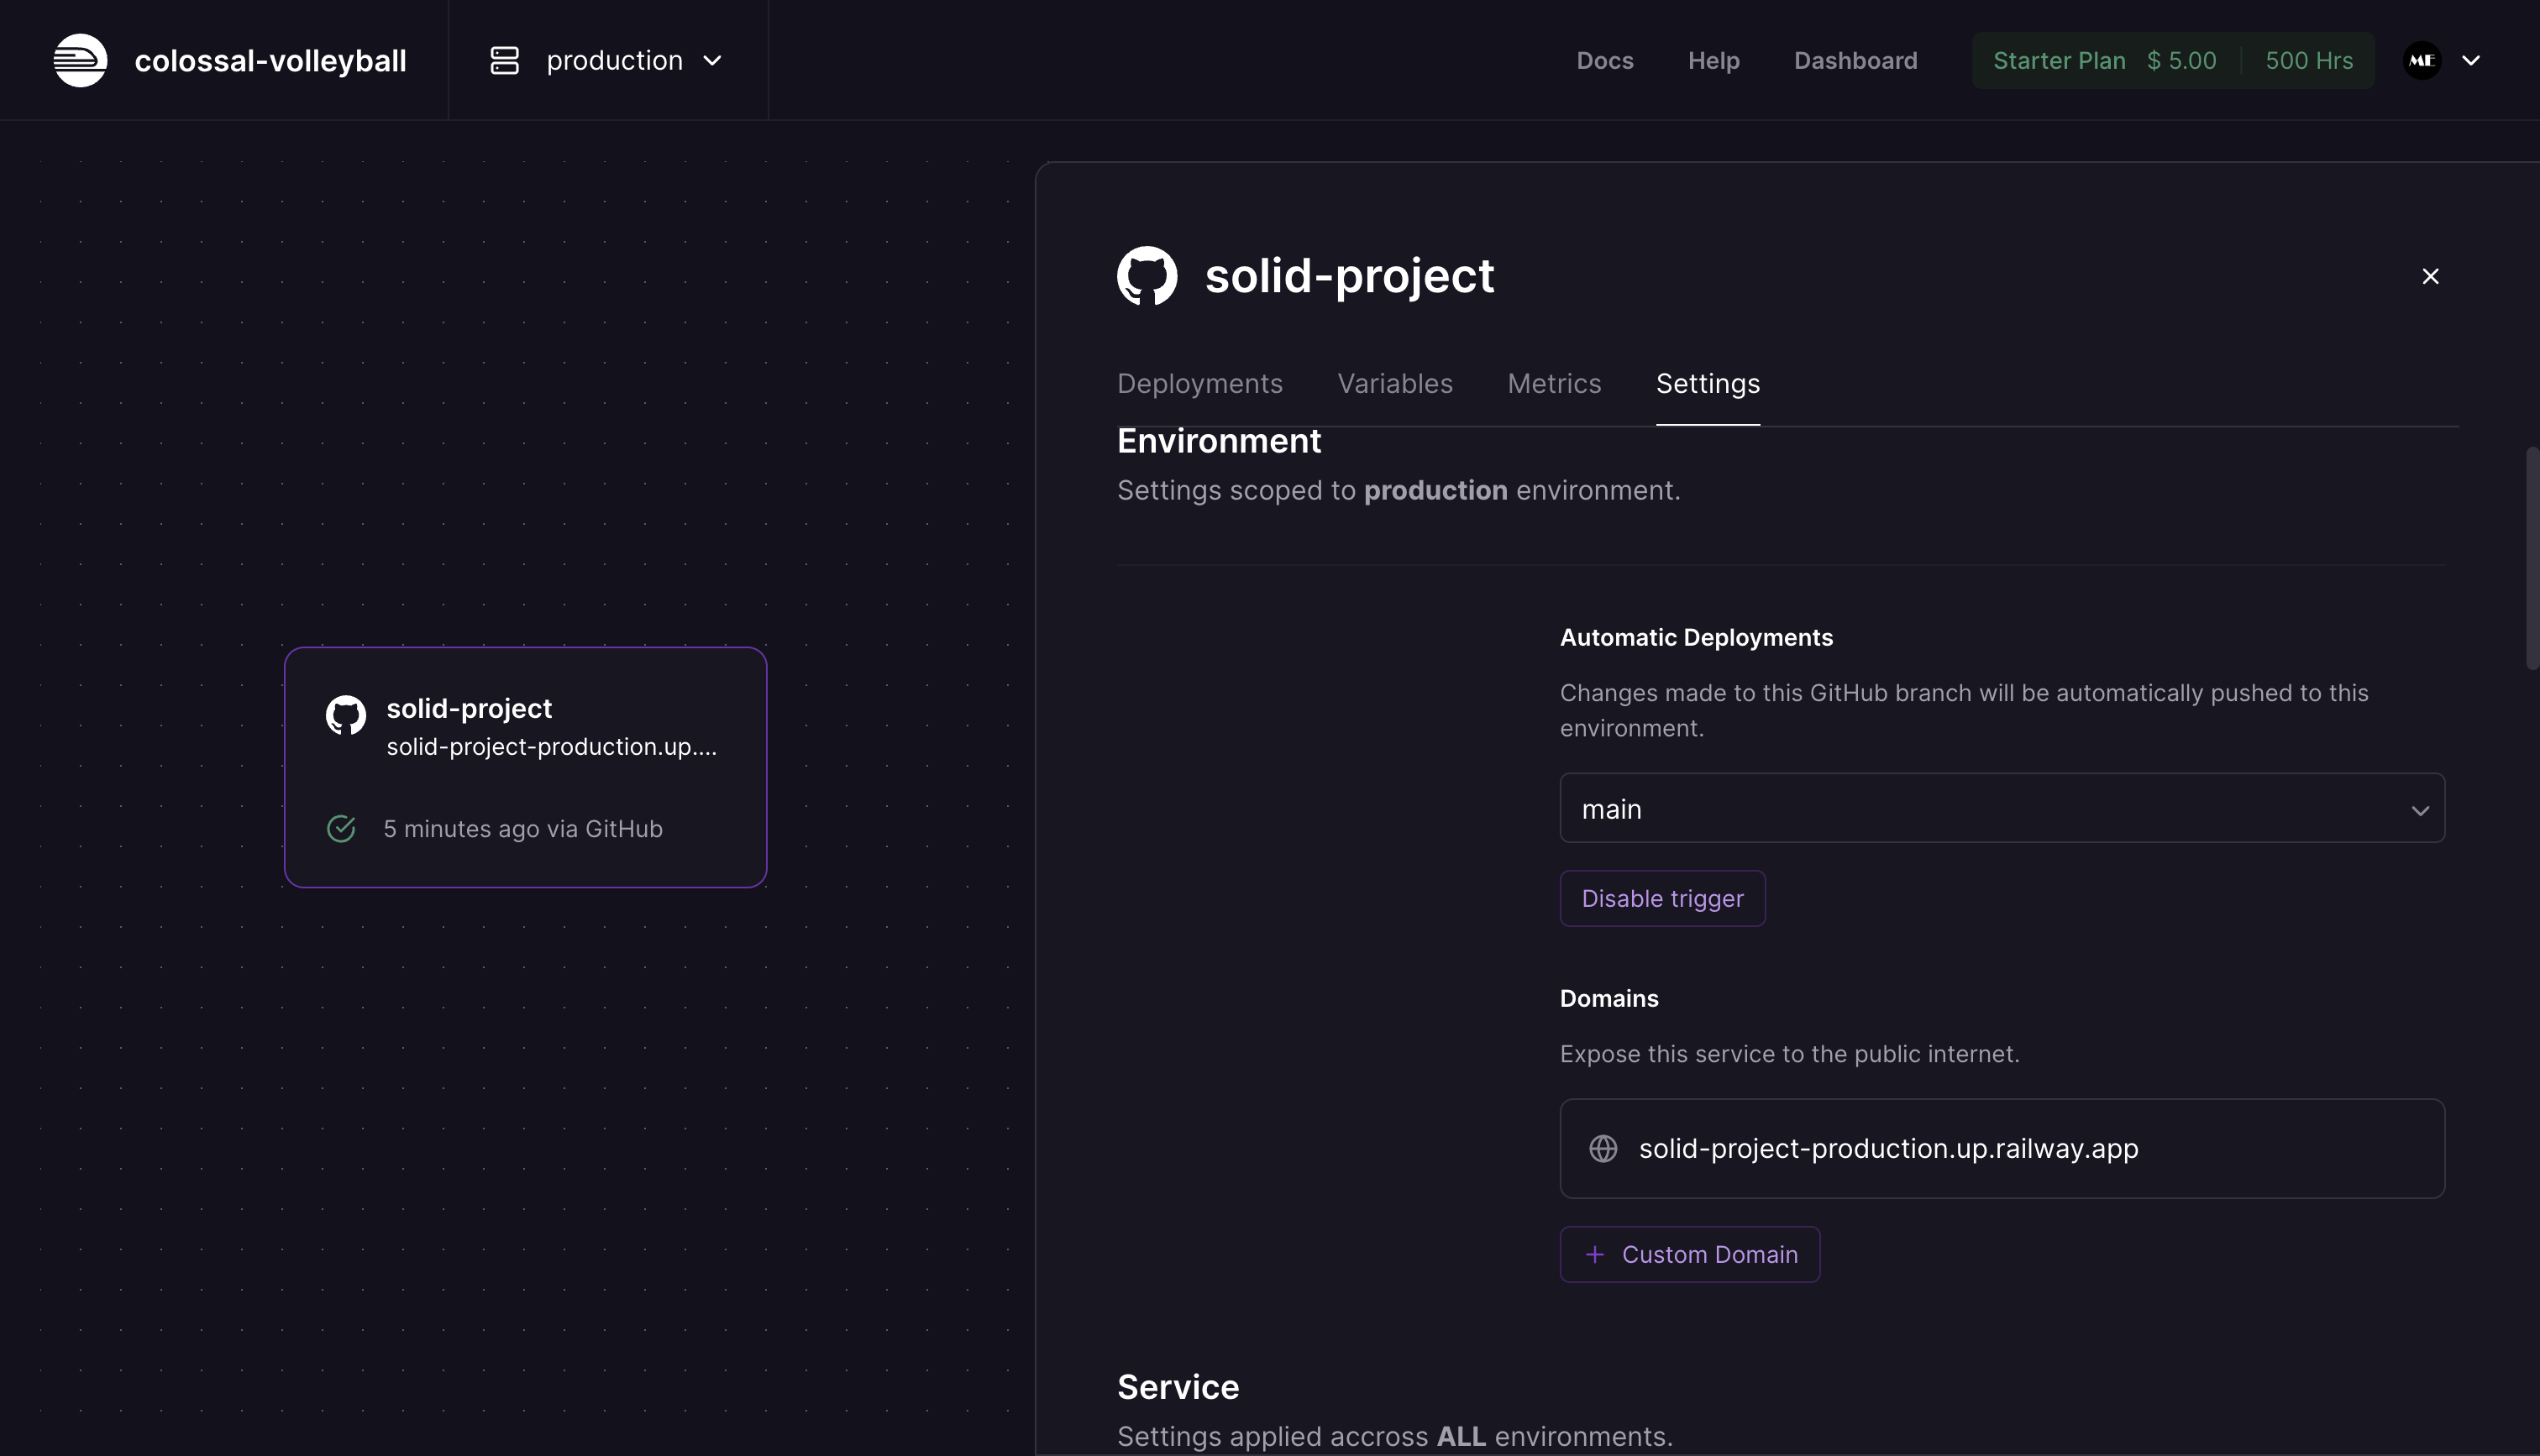 colossal-volleyball
production
Docs
Help
Dashboard
Starter Plan $ 5.00 500 Hrs
ME
solid-project
solid-project-production.up....
5 minutes ago via GitHub
solid-project
Deployments
Variables
Metrics
Settings
Environment
Settings scoped to production environment.
Automatic Deployments
Changes made to this GitHub branch will be automatically pushed to this
environment.
main
Disable trigger
Domains
Expose this service to the public internet.
solid-project-production.up.railway.app
+ Custom Domain
Service
Settings applied accross ALL environments.